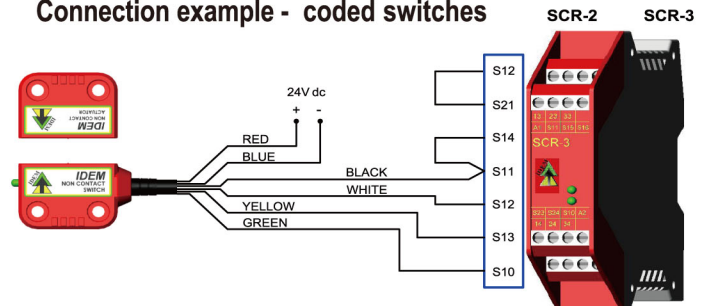 Connection example - coded switches
SCR-2 SCR-3
24V dc
+ -
IDEM
NON CONTACT
ACTUATOR
IDEM
NON CONTACT
SWITCH
RED
BLUE
BLACK
WHITE
YELLOW
GREEN
S12
S21
S14
S11
S12
S13
S10
13 23 33
A1 S11 S15 S16
SCR-3
S22 S34 S10 A2
14 24 34